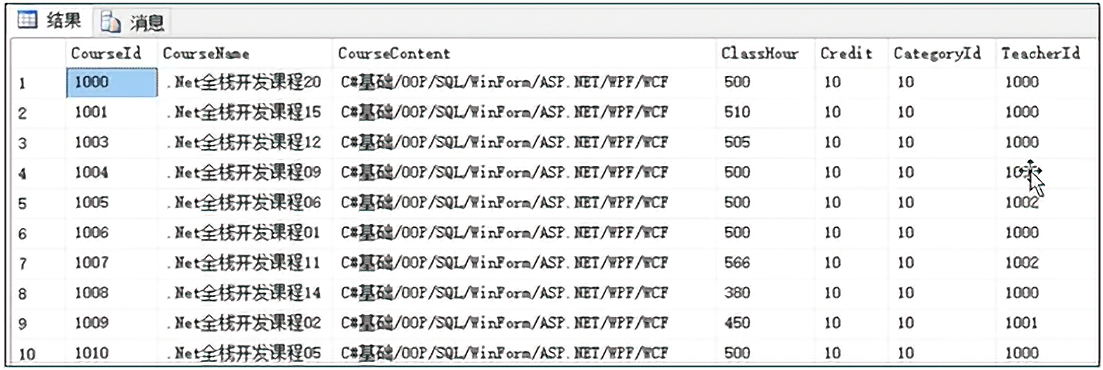 结果 消息
CourseId CourseName CourseContent ClassHour Credit CategoryId TeacherId
1 1000 .Net全栈开发课程20 C#基础/OOP/SQL/WinForm/ASP.NET/WPF/WCF 500 10 10 1000
2 1001 .Net全栈开发课程15 C#基础/OOP/SQL/WinForm/ASP.NET/WPF/WCF 510 10 10 1000
3 1003 .Net全栈开发课程12 C#基础/OOP/SQL/WinForm/ASP.NET/WPF/WCF 505 10 10 1000
4 1004 .Net全栈开发课程09 C#基础/OOP/SQL/WinForm/ASP.NET/WPF/WCF 500 10 10
5 1005 .Net全栈开发课程06 C#基础/OOP/SQL/WinForm/ASP.NET/WPF/WCF 500 10 10 1002
6 1006 .Net全栈开发课程01 C#基础/OOP/SQL/WinForm/ASP.NET/WPF/WCF 500 10 10 1000
7 1007 .Net全栈开发课程11 C#基础/OOP/SQL/WinForm/ASP.NET/WPF/WCF 566 10 10 1002
8 1008 .Net全栈开发课程14 C#基础/OOP/SQL/WinForm/ASP.NET/WPF/WCF 380 10 10 1000
9 1009 .Net全栈开发课程02 C#基础/OOP/SQL/WinForm/ASP.NET/WPF/WCF 450 10 10 1001
10 1010 .Net全栈开发课程05 C#基础/OOP/SQL/WinForm/ASP.NET/WPF/WCF 500 10 10 1000